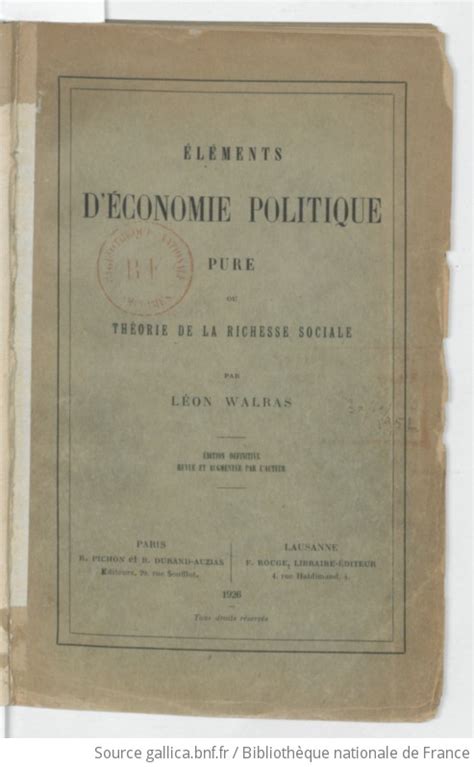 ÉLÉMENTS
D'ÉCONOMIE POLITIQUE
PURE
OU
THÉORIE DE LA RICHESSE SOCIALE
PAR
LÉON WALRAS
ÉDITION DÉFINITIVE
REVUE ET AUGMENTÉE PAR L'AUTEUR
PARIS
R. PICHON et R. DURAND-AUZIAS
Éditeurs, 20, rue Soufflot,
LAUSANNE
F. ROUGE, LIBRAIRE-ÉDITEUR
4, rue Haldimand, 4.
1926
Tous droits réservés
Source gallica.bnf.fr / Bibliothèque nationale de France